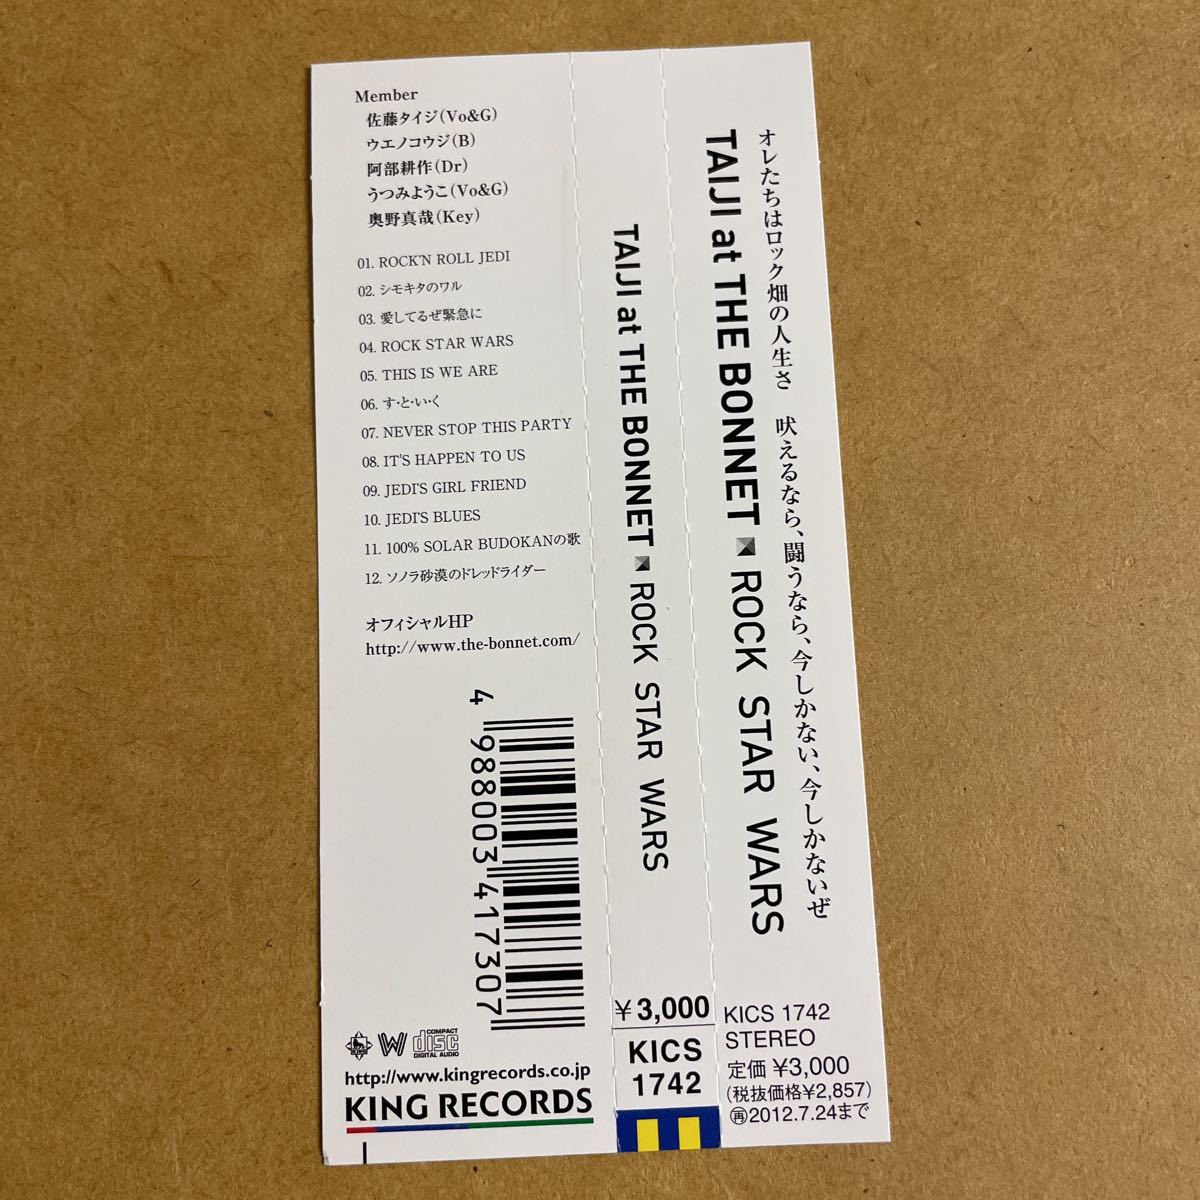 Member
佐藤タイジ(Vo&G)
ウエノコウジ(B)
阿部耕作(Dr)
うつみようこ(Vo&G)
奥野真哉(Key)
01. ROCK'N ROLL JEDI
02. シモキタのワル
03. 愛してるぜ緊急に
04. ROCK STAR WARS
05. THIS IS WE ARE
06. す・と・い・く
07. NEVER STOP THIS PARTY
08. IT'S HAPPEN TO US
09. JEDI'S GIRL FRIEND
10. JEDI'S BLUES
11. 100% SOLAR BUDOKANの歌
12. ソノラ砂漠のドレッドライダー
オフィシャルHP
http://www.the-bonnet.com/
4 988003 417307
KING
W
COMPACT
disc
DIGITAL AUDIO
http://www.kingrecords.co.jp
KING RECORDS
TAIJI at THE BONNET ROCK STAR WARS
¥3,000
KICS
1742
オレたちはロック畑の人生さ 吠えるなら、闘うなら、今しかない、今しかないぜ
TAIJI at THE BONNET ROCK STAR WARS
KICS 1742
STEREO
定価 ¥3,000
(税抜価格¥2,857)
再2012.7.24まで